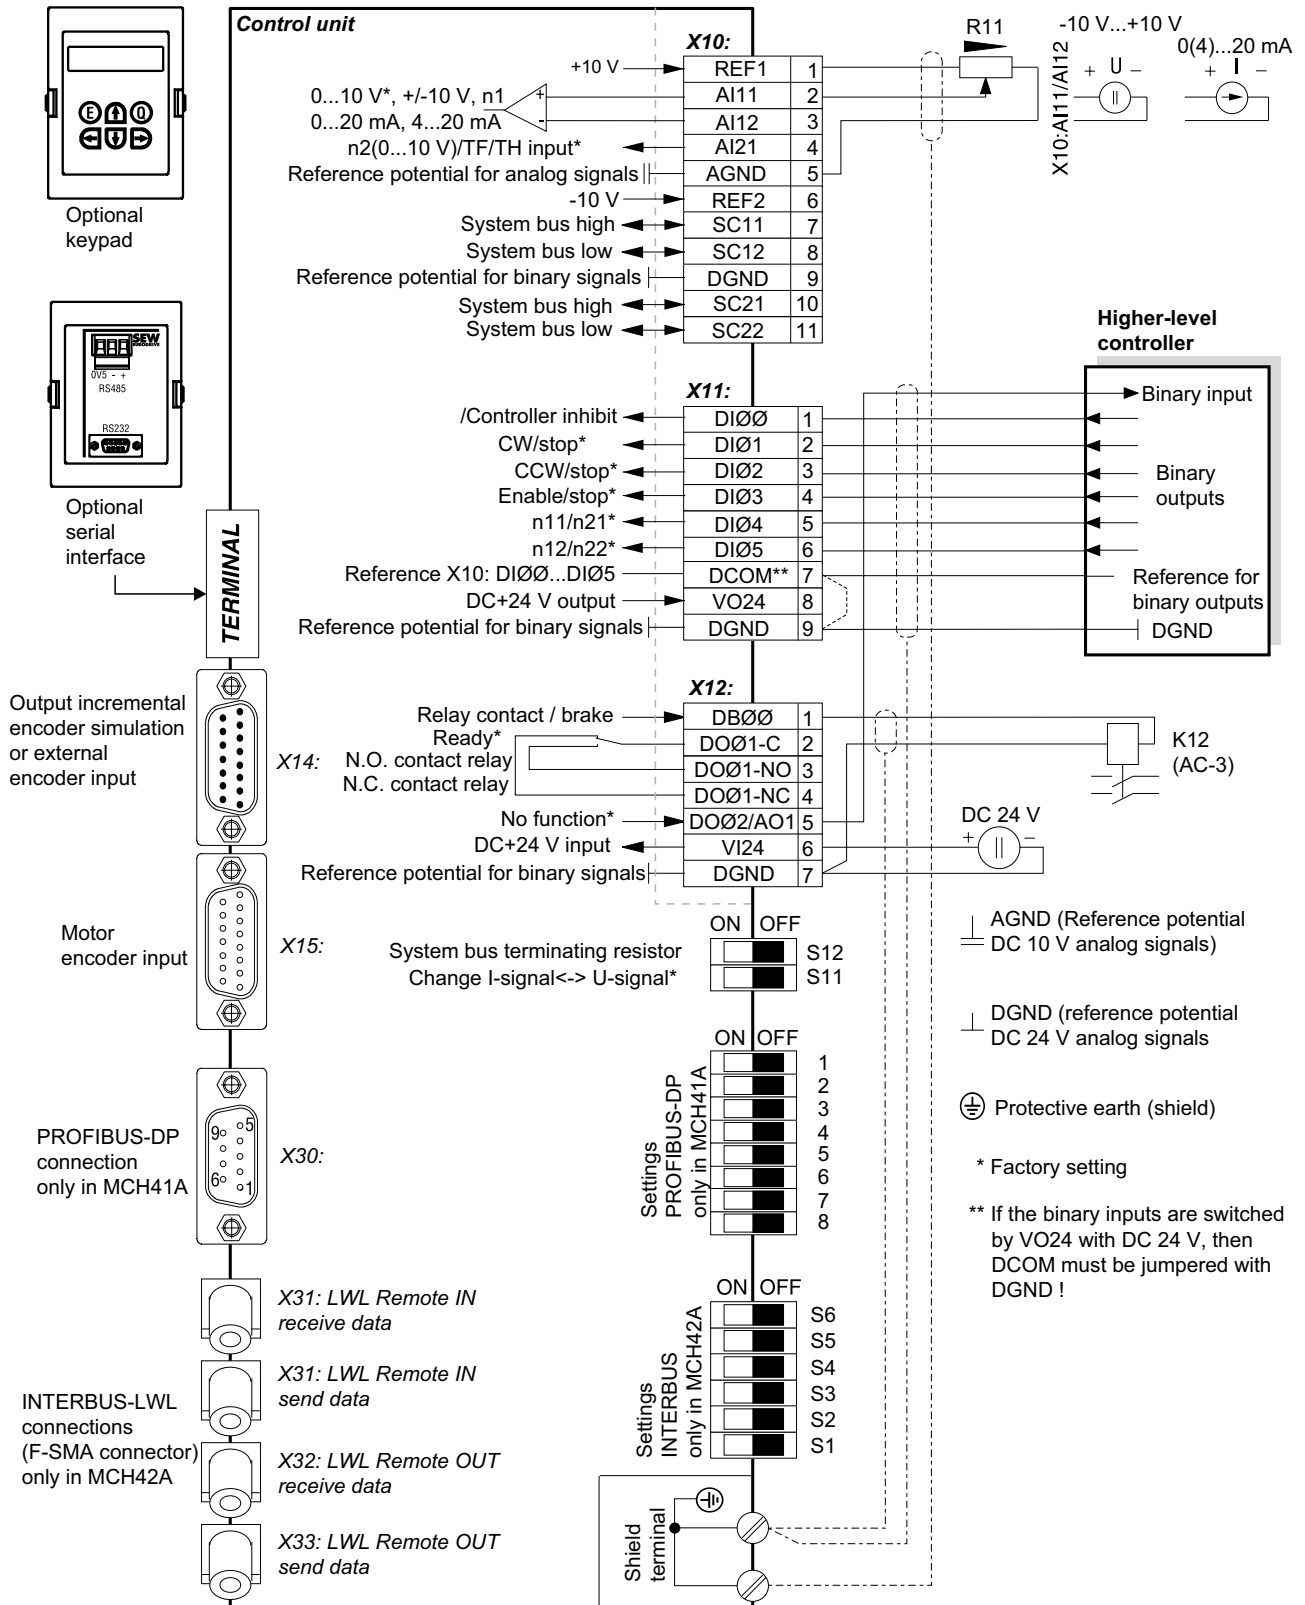 Control unit
E
Q
Optional
keypad
SEW
EURODRIVE
0V5 - +
RS485
RS232
Optional
serial
interface
TERMINAL
X10:
+10 V REF1 1
0...10 V*, +/-10 V, n1 + AI11 2
0...20 mA, 4...20 mA - AI12 3
n2(0...10 V)/TF/TH input* AI21 4
Reference potential for analog signals AGND 5
-10 V REF2 6
System bus high SC11 7
System bus low SC12 8
Reference potential for binary signals DGND 9
System bus high SC21 10
System bus low SC22 11
R11
X10:AI11/AI12
-10 V...+10 V
+ U -
0(4)...20 mA
+ I -
X11:
/Controller inhibit DIØØ 1
CW/stop* DIØ1 2
CCW/stop* DIØ2 3
Enable/stop* DIØ3 4
n11/n21* DIØ4 5
n12/n22* DIØ5 6
Reference X10: DIØØ...DIØ5 DCOM** 7
DC+24 V output VO24 8
Reference potential for binary signals DGND 9
Higher-level
controller
Binary input
Binary
outputs
Reference for
binary outputs
DGND
X12:
Relay contact / brake DBØØ 1
Ready* DOØ1-C 2
N.O. contact relay DOØ1-NO 3
N.C. contact relay DOØ1-NC 4
No function* DOØ2/AO1 5
DC+24 V input VI24 6
Reference potential for binary signals DGND 7
K12
(AC-3)
DC 24 V
+ -
Output incremental
encoder simulation
or external
encoder input
X14:
Motor
encoder input
X15:
ON OFF
System bus terminating resistor S12
Change I-signal<-> U-signal* S11
AGND (Reference potential
DC 10 V analog signals)
DGND (reference potential
DC 24 V analog signals
Protective earth (shield)
* Factory setting
** If the binary inputs are switched
by VO24 with DC 24 V, then
DCOM must be jumpered with
DGND !
PROFIBUS-DP
connection
only in MCH41A
9 5
6 1
X30:
Settings
PROFIBUS-DP
only in MCH41A
ON OFF
1
2
3
4
5
6
7
8
INTERBUS-LWL
connections
(F-SMA connector)
only in MCH42A
X31: LWL Remote IN
receive data
X31: LWL Remote IN
send data
X32: LWL Remote OUT
receive data
X33: LWL Remote OUT
send data
Settings
INTERBUS
only in MCH42A
ON OFF
S6
S5
S4
S3
S2
S1
Shield
terminal